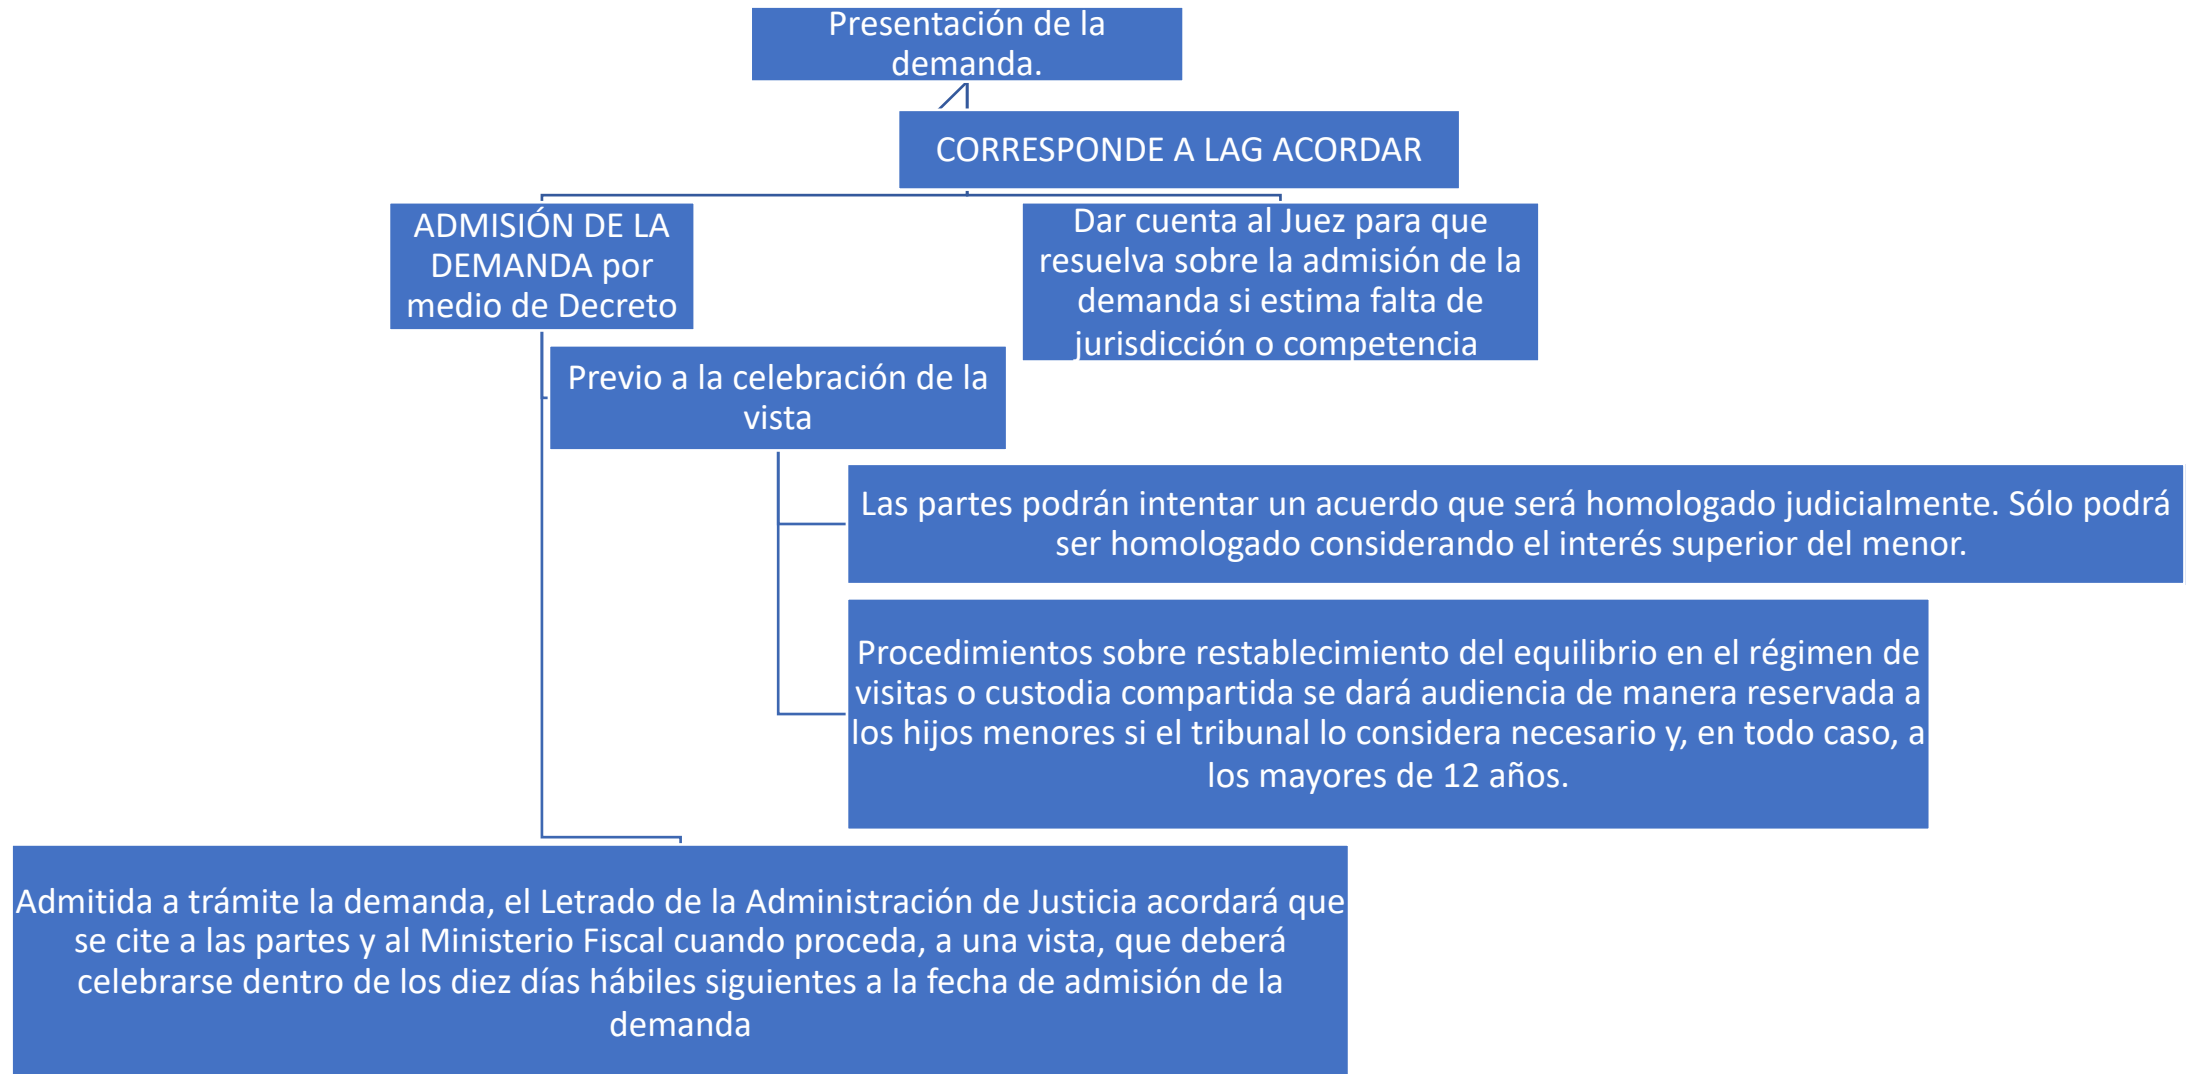 Presentación de la
demanda.
CORRESPONDE A LAG ACORDAR
ADMISIÓN DE LA
DEMANDA por
medio de Decreto
Dar cuenta al Juez para que
resuelva sobre la admisión de la
demanda si estima falta de
jurisdicción o competencia
Previo a la celebración de la
vista
Las partes podrán intentar un acuerdo que será homologado judicialmente. Sólo podrá
ser homologado considerando el interés superior del menor.
Procedimientos sobre restablecimiento del equilibrio en el régimen de
visitas o custodia compartida se dará audiencia de manera reservada a
los hijos menores si el tribunal lo considera necesario y, en todo caso, a
los mayores de 12 años.
Admitida a trámite la demanda, el Letrado de la Administración de Justicia acordará que
se cite a las partes y al Ministerio Fiscal cuando proceda, a una vista, que deberá
celebrarse dentro de los diez días hábiles siguientes a la fecha de admisión de la
demanda